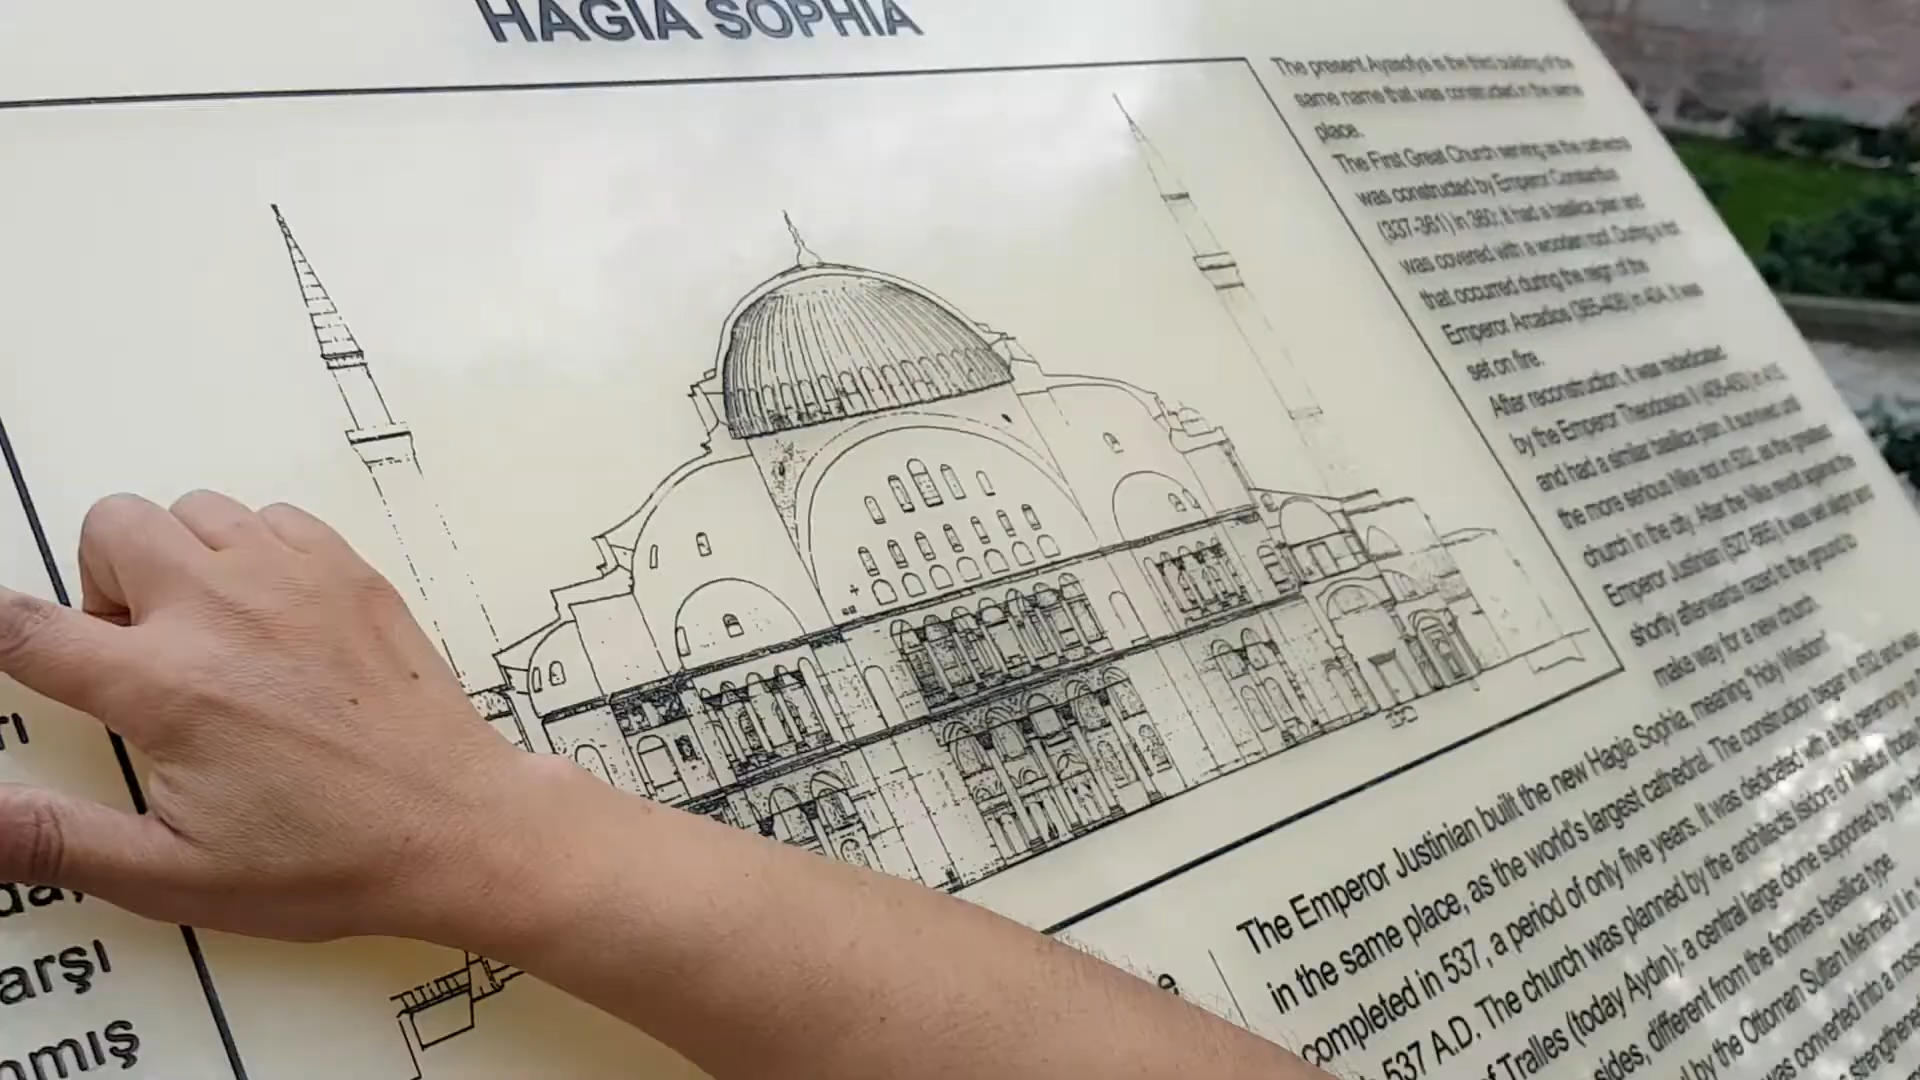 HAGIA SOPHIA
The present Ayasofya is the third building of the
same name that was constructed in the same
place.
The First Great Church serving as the cathedral
was constructed by Emperor Constantius
(337-361) in 360; it had a basilica plan and
was covered with a wooden roof. During a riot
that occurred during the reign of the
Emperor Arcadios (395-408) in 404, it was
set on fire.
After reconstruction, it was rededicated
by the Emperor Theodosios II (408-450) in 415,
and had a similar basilica plan. It survived until
the more serious Nika riot in 532, as the greatest
church in the city. After the Nika revolt against the
Emperor Justinian (527-565), it was set alight and
shortly afterwards razed to the ground to
make way for a new church.
The Emperor Justinian built the new Hagia Sophia, meaning "Holy Wisdom"
in the same place, as the world's largest cathedral. The construction began in 532 and was
completed in 537, a period of only five years. It was dedicated with a big ceremony on
537 A.D. The church was planned by the architects Isidore of Miletus (today
of Tralles (today Aydın); a central large dome supported by two
sides, different from the formers basilica type.
by the Ottoman Sultan Mehmed II in
was converted into a
rı
da,
arşı
nmış